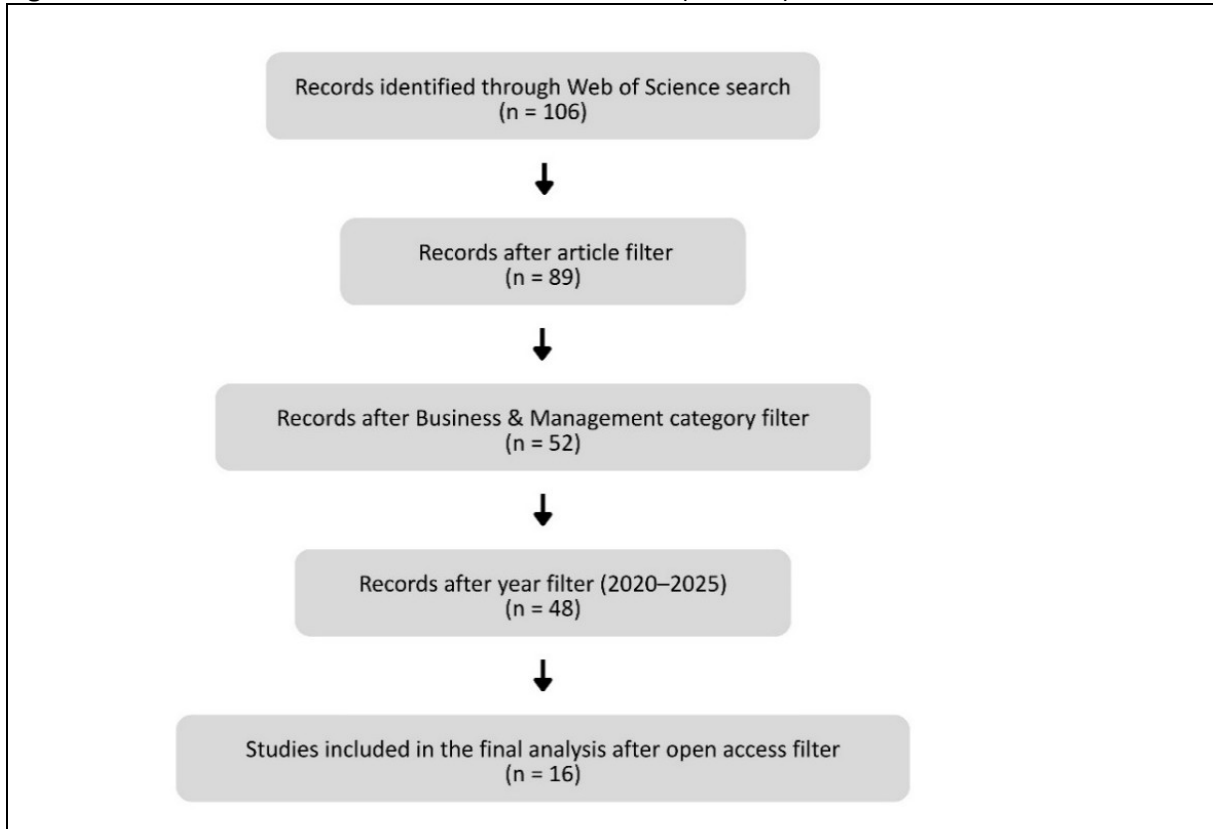 Records identified through Web of Science search
(n = 106)
Records after article filter
(n = 89)
Records after Business & Management category filter
(n = 52)
Records after year filter (2020–2025)
(n = 48)
Studies included in the final analysis after open access filter
(n = 16)